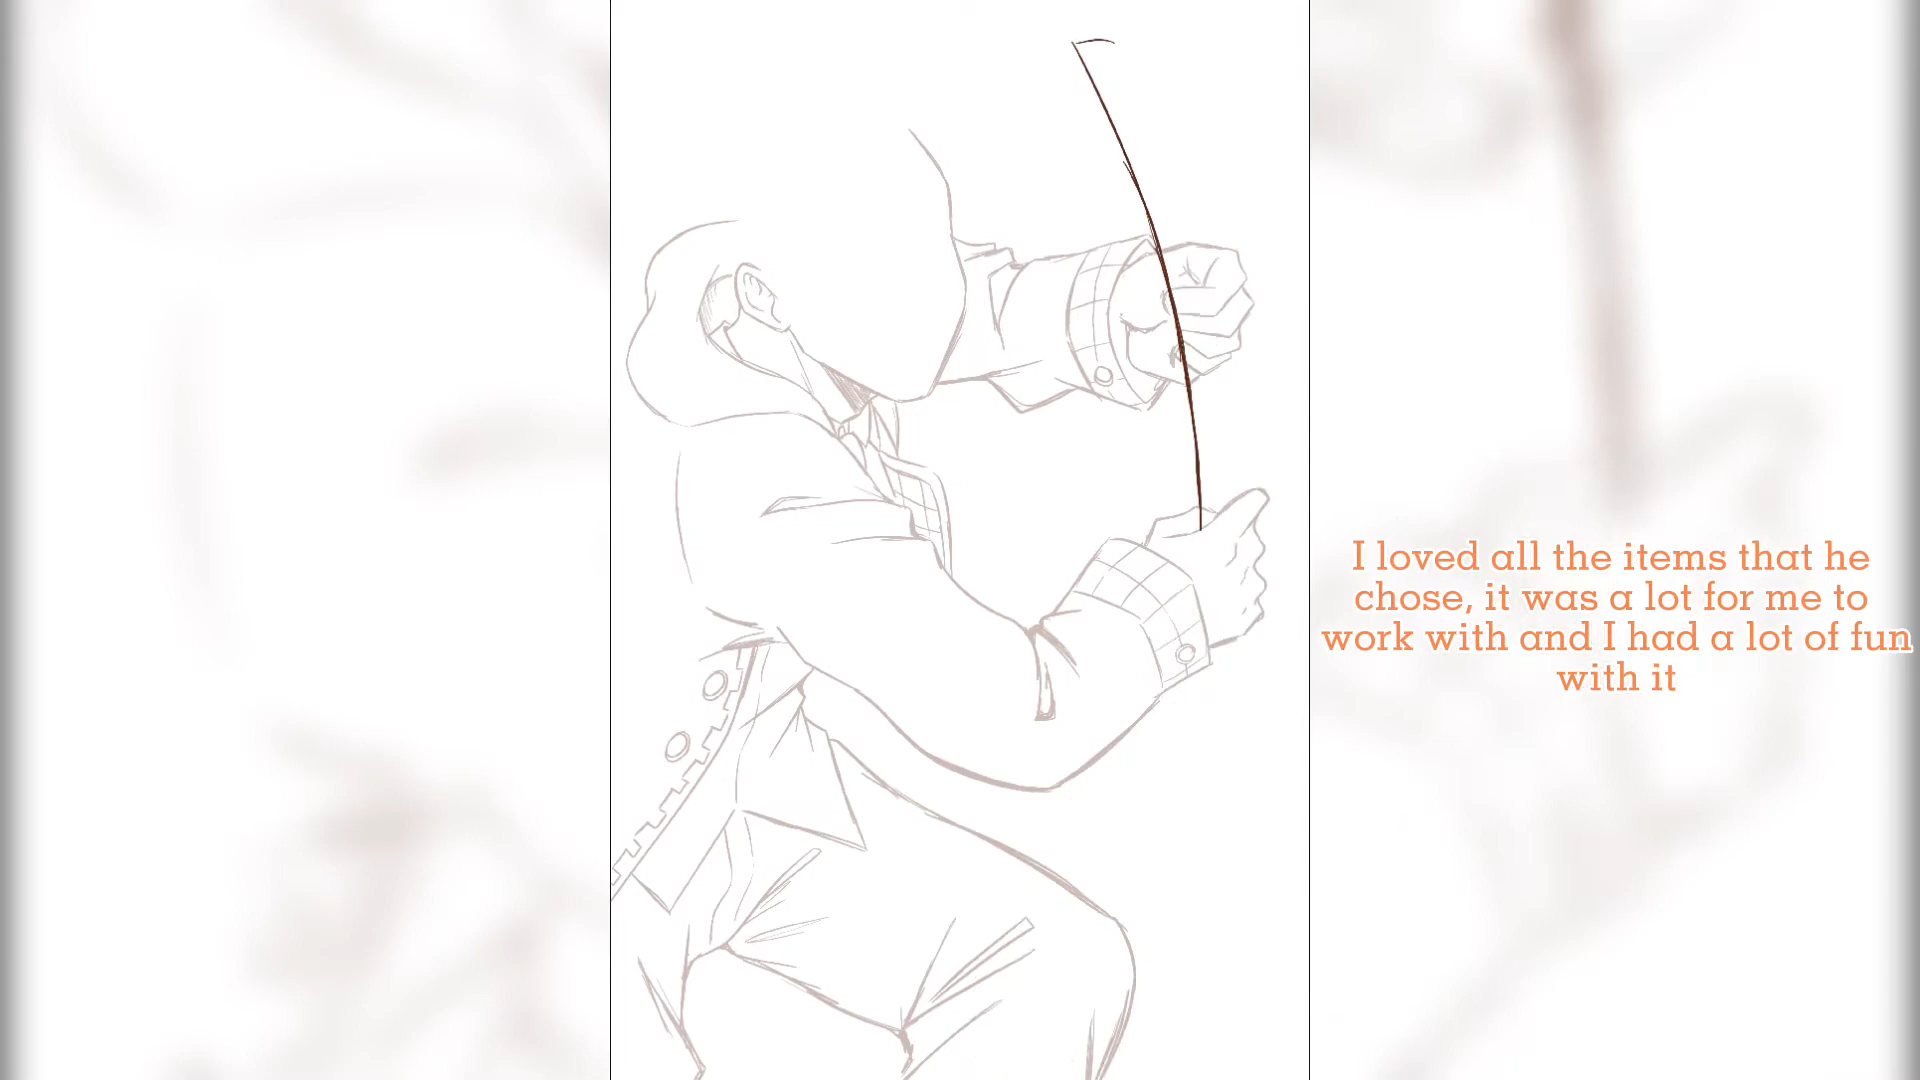 I loved all the items that he
chose, it was a lot for me to
work with and I had a lot of fun
with it